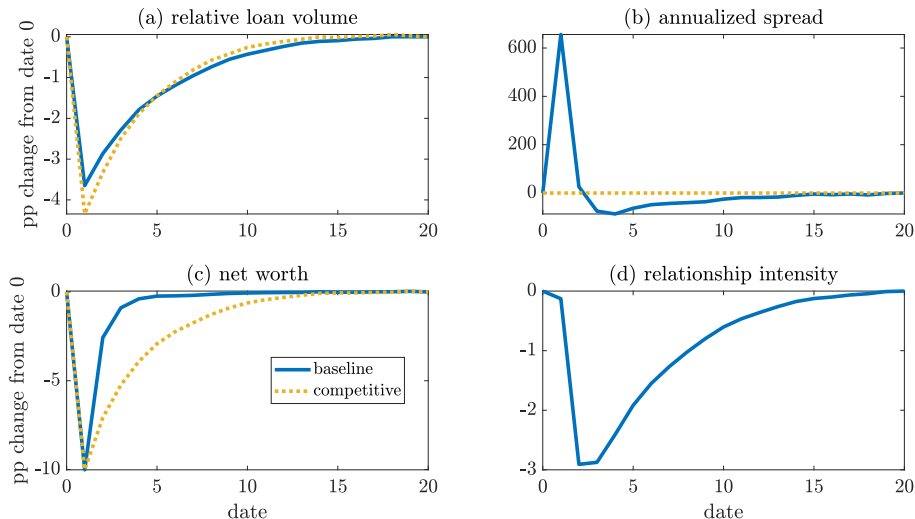 (a) relative loan volume
(b) annualized spread
pp change from date 0
0
-1
-2
-3
-4
0 5 10 15 20
600
400
200
0
0 5 10 15 20
(c) net worth
(d) relationship intensity
pp change from date 0
0
-5
-10
baseline
competitive
0 5 10 15 20
date
0
-1
-2
-3
0 5 10 15 20
date